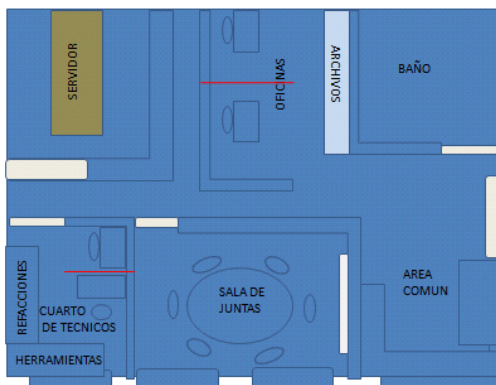 SERVIDOR
OFICINAS
ARCHIVOS
BAÑO
REFACCIONES
CUARTO
DE TECNICOS
HERRAMIENTAS
SALA DE
JUNTAS
AREA
COMUN